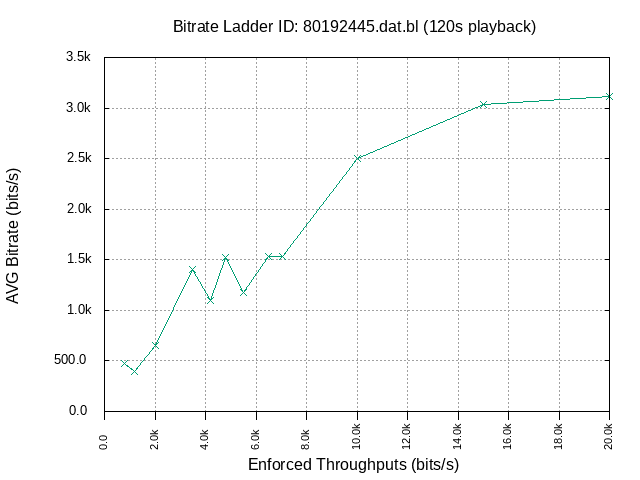 Bitrate Ladder ID: 80192445.dat.bl (120s playback)
3.5k
3.0k
2.5k
2.0k
1.5k
1.0k
500.0
0.0
AVG Bitrate (bits/s)
0.0 2.0k 4.0k 6.0k 8.0k 10.0k 12.0k 14.0k 16.0k 18.0k 20.0k
Enforced Throughputs (bits/s)